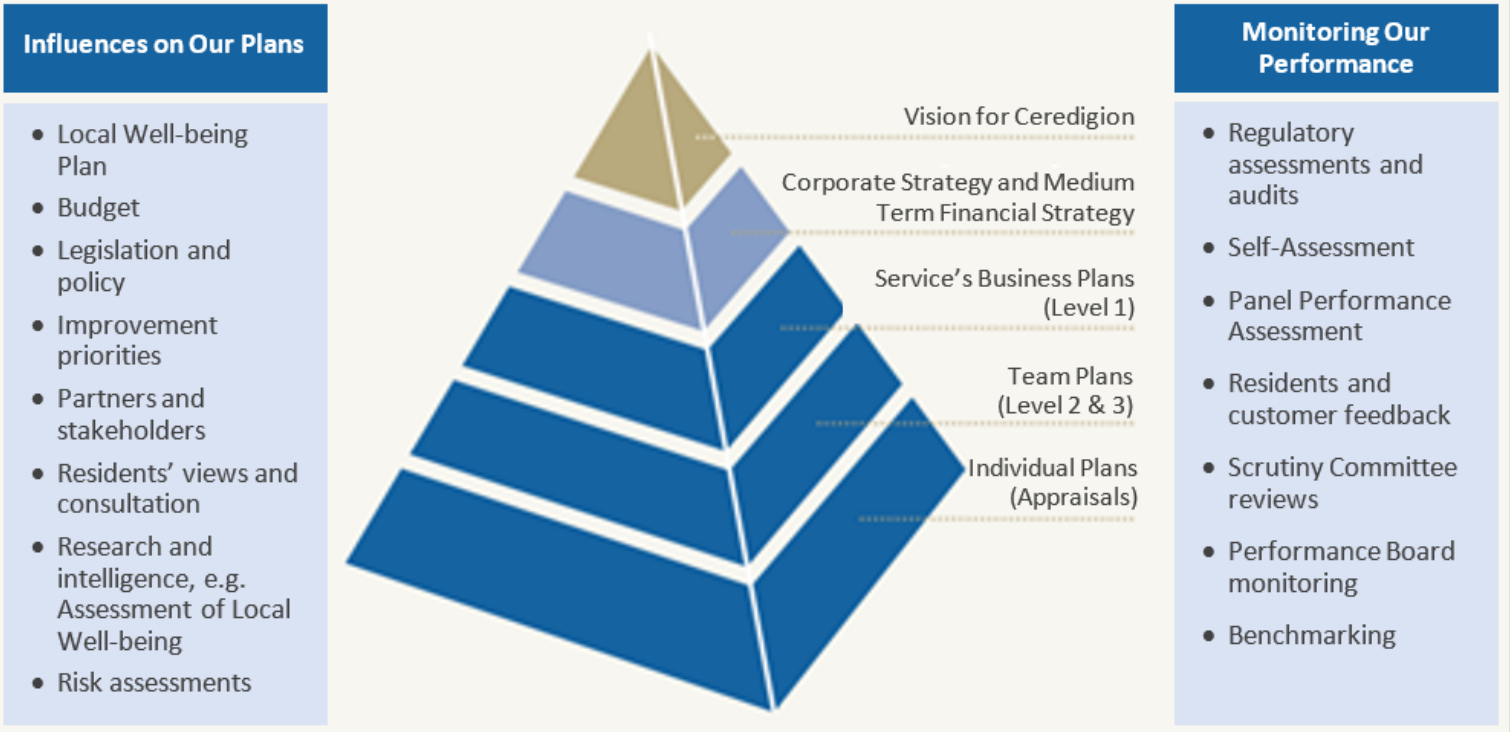 Influences on Our Plans
• Local Well-being
Plan
• Budget
• Legislation and
policy
• Improvement
priorities
• Partners and
stakeholders
• Residents’ views and
consultation
• Research and
intelligence, e.g.
Assessment of Local
Well-being
• Risk assessments
Vision for Ceredigion
Corporate Strategy and Medium
Term Financial Strategy
Service’s Business Plans
(Level 1)
Team Plans
(Level 2 & 3)
Individual Plans
(Appraisals)
Monitoring Our
Performance
• Regulatory
assessments and
audits
• Self-Assessment
• Panel Performance
Assessment
• Residents and
customer feedback
• Scrutiny Committee
reviews
• Performance Board
monitoring
• Benchmarking